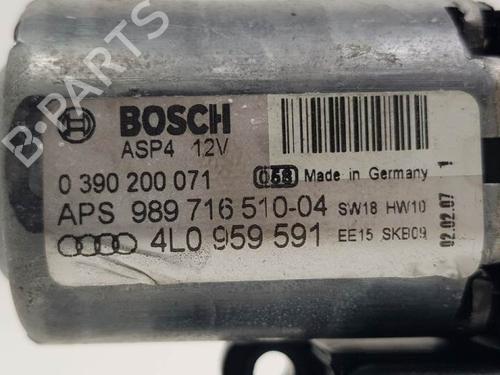 B-PARTS
BOSCH
ASP4 12V
0 390 200 071 058 Made in Germany
APS 989 716 510-04 SW18 HW10
4L0 959 591 EE15 SKB09
02.02.07 1